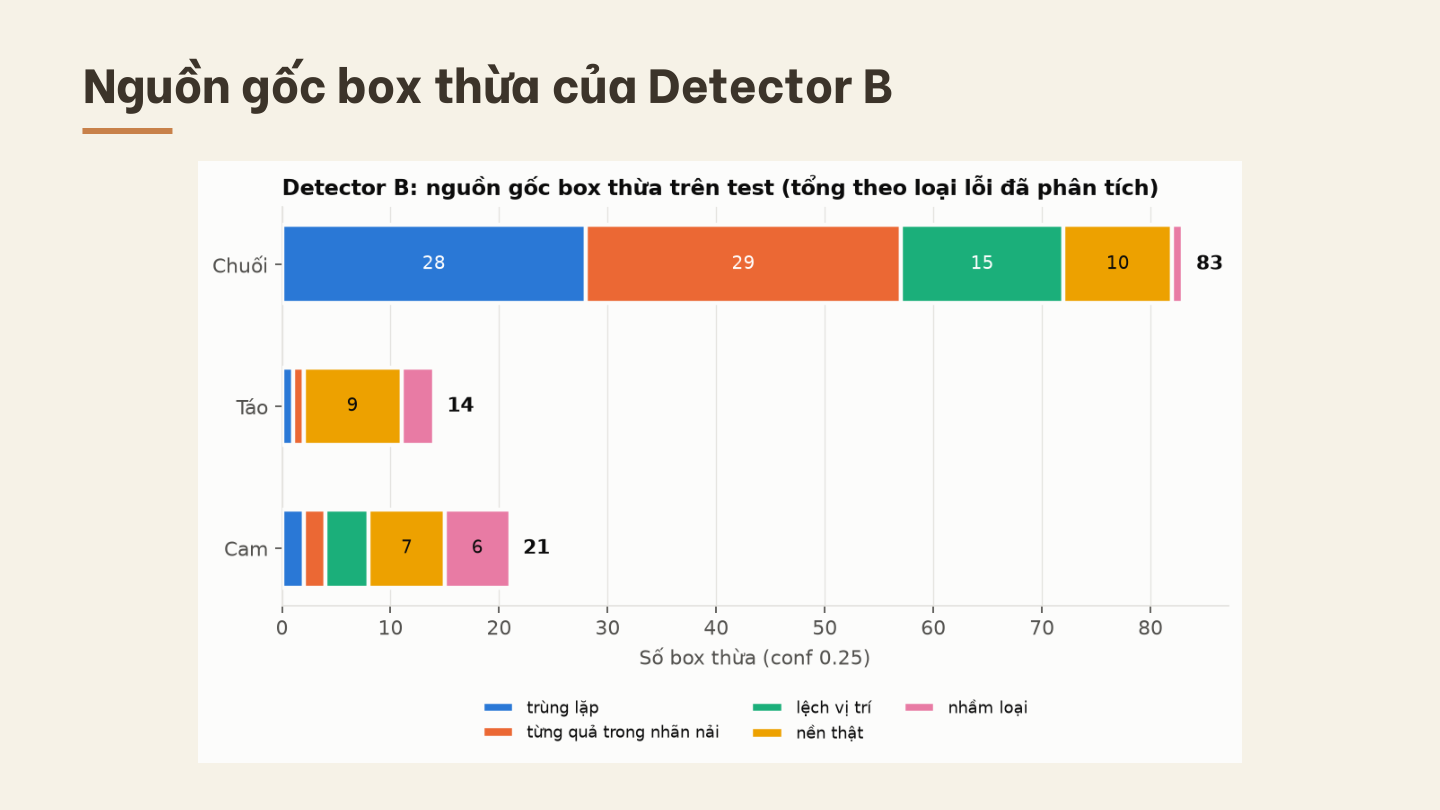 Nguồn gốc box thừa của Detector B
Detector B: nguồn gốc box thừa trên test (tổng theo loại lỗi đã phân tích)
Chuối 28 29 15 10 83
Táo 9 14
Cam 7 6 21
0 10 20 30 40 50 60 70 80
Số box thừa (conf 0.25)
trùng lặp
từng quả trong nhãn nải
lệch vị trí
nền thật
nhầm loại